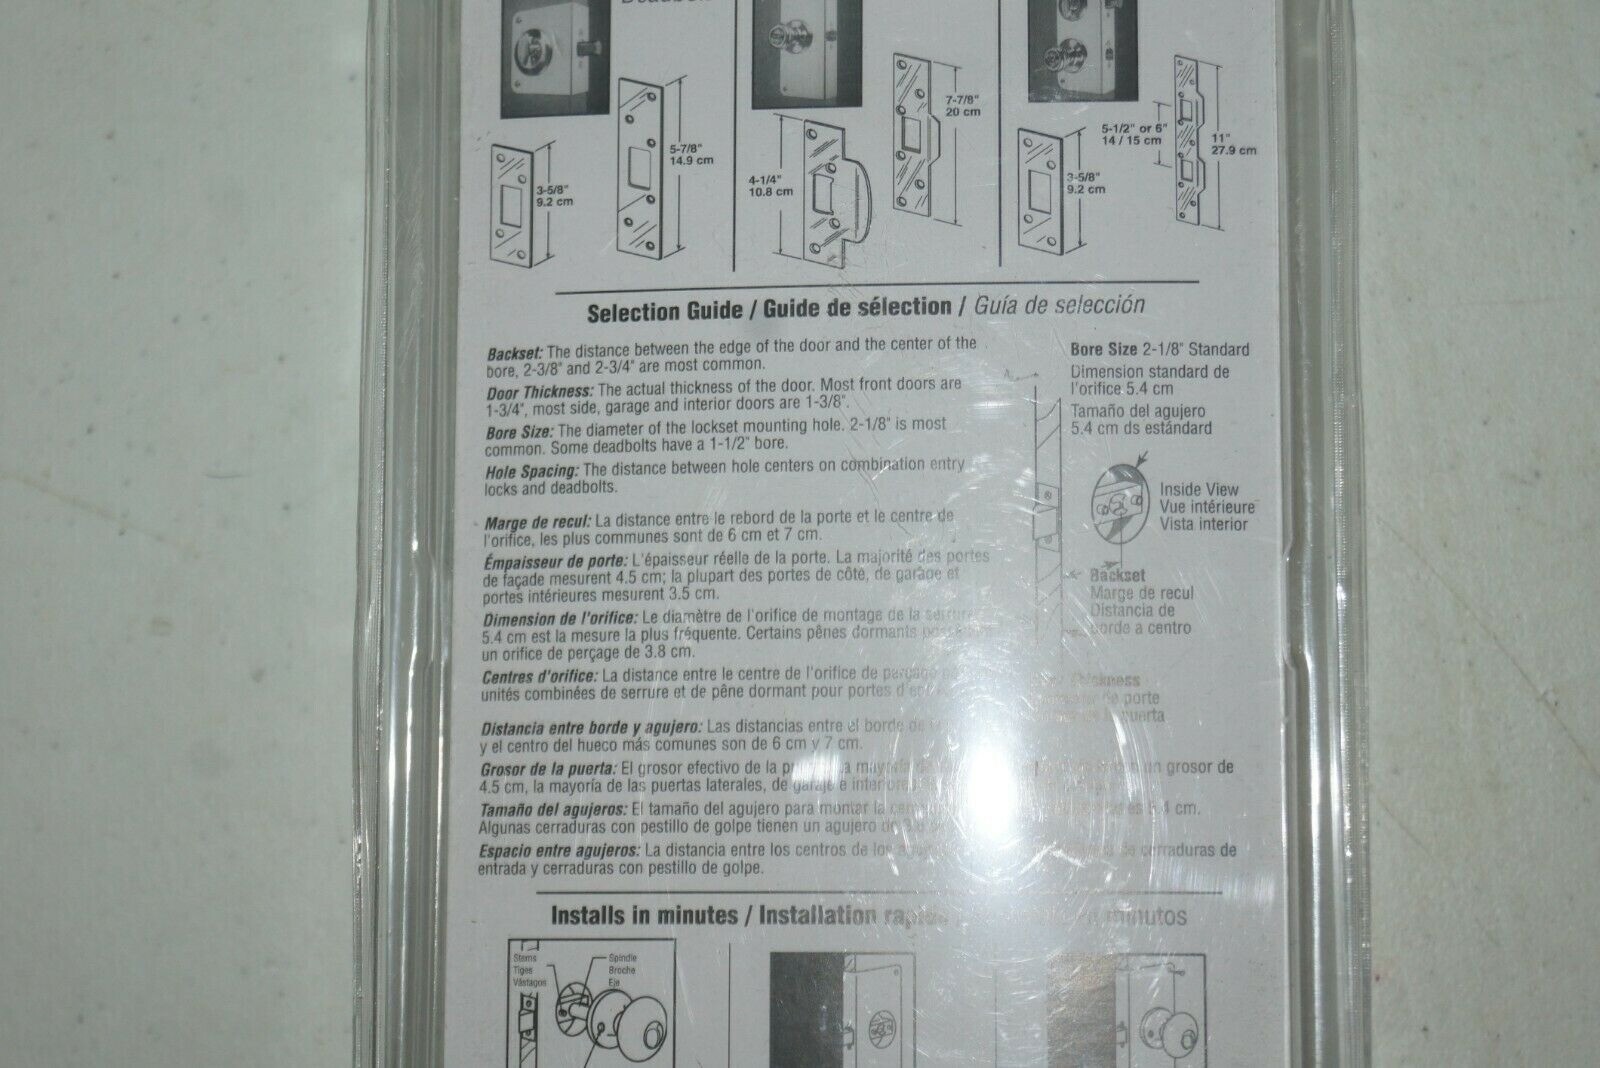 5-7/8"
14.9 cm
3-5/8"
9.2 cm
7-7/8"
20 cm
4-1/4"
10.8 cm
5-1/2" or 6"
14 / 15 cm
11"
27.9 cm
3-5/8"
9.2 cm
Selection Guide / Guide de sélection / Guía de selección
Backset: The distance between the edge of the door and the center of the
bore, 2-3/8" and 2-3/4" are most common.
Door Thickness: The actual thickness of the door. Most front doors are
1-3/4", most side, garage and interior doors are 1-3/8".
Bore Size: The diameter of the lockset mounting hole. 2-1/8" is most
common. Some deadbolts have a 1-1/2" bore.
Hole Spacing: The distance between hole centers on combination entry
locks and deadbolts.
Marge de recul: La distance entre le rebord de la porte et le centre de
l'orifice, les plus communes sont de 6 cm et 7 cm.
Émpaisseur de porte: L'épaisseur réelle de la porte. La majorité des portes
de façade mesurent 4.5 cm; la plupart des portes de côte, de garage et
portes intérieures mesurent 3.5 cm.
Dimension de l'orifice: Le diamètre de l'orifice de montage de la serrure
5.4 cm est la mesure la plus fréquente. Certains pênes dormants
un orifice de perçage de 3.8 cm.
Centres d'orifice: La distance entre le centre de l'orifice de perçage
unités combinées de serrure et de pêne dormant pour portes
Distancia entre borde y agujero: Las distancias entre el borde de
y el centro del hueco más comunes son de 6 cm y 7 cm.
Grosor de la puerta: El grosor efectivo de la un grosor de
4.5 cm, la mayoría de las puertas laterales, de garaje e
Tamaño del agujeros: El tamaño del agujero para montar la cm.
Algunas cerraduras con pestillo de golpe tienen un agujero de
Espacio entre agujeros: La distancia entre los centros de los cerraduras de
entrada y cerraduras con pestillo de golpe.
Bore Size 2-1/8" Standard
Dimension standard de
l'orifice 5.4 cm
Tamaño del agujero
5.4 cm ds estándard
Inside View
Vue intérieure
Vista interior
Backset
Marge de recul
Distancia de
borde a centro
Thickness
de porte
puerta
Installs in minutes / Installation minutos
Stems
Tiges
Vástagos
Spindle
Broche
Eje